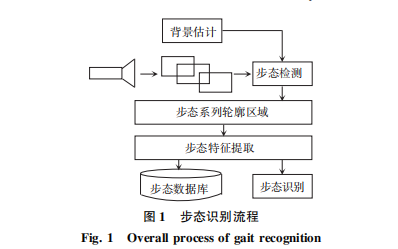 背景估计
步态检测
步态系列轮廓区域
步态特征提取
步态数据库
步态识别
图 1 步态识别流程
Fig. 1 Overall process of gait recognition